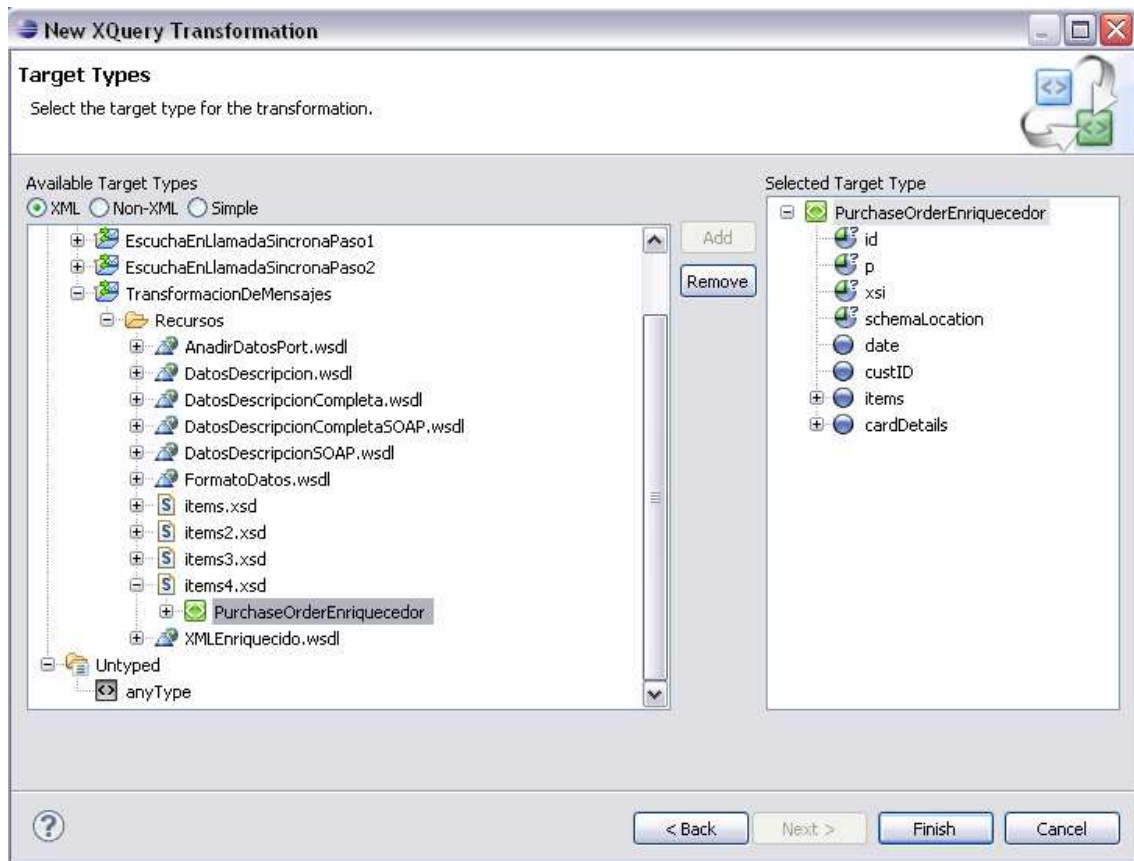 New XQuery Transformation
Target Types
Select the target type for the transformation.
Available Target Types
XML Non-XML Simple
EscuchaEnLlamadaSincronaPaso1
EscuchaEnLlamadaSincronaPaso2
TransformacionDeMensajes
Recursos
AnadirDatosPort.wsdl
DatosDescripcion.wsdl
DatosDescripcionCompleta.wsdl
DatosDescripcionCompletaSOAP.wsdl
DatosDescripcionSOAP.wsdl
FormatoDatos.wsdl
items.xsd
items2.xsd
items3.xsd
items4.xsd
PurchaseOrderEnriquecedor
XMLEnriquecido.wsdl
Untyped
anyType
Add
Remove
Selected Target Type
PurchaseOrderEnriquecedor
id
p
xsi
schemaLocation
date
custID
items
cardDetails
< Back Next > Finish Cancel